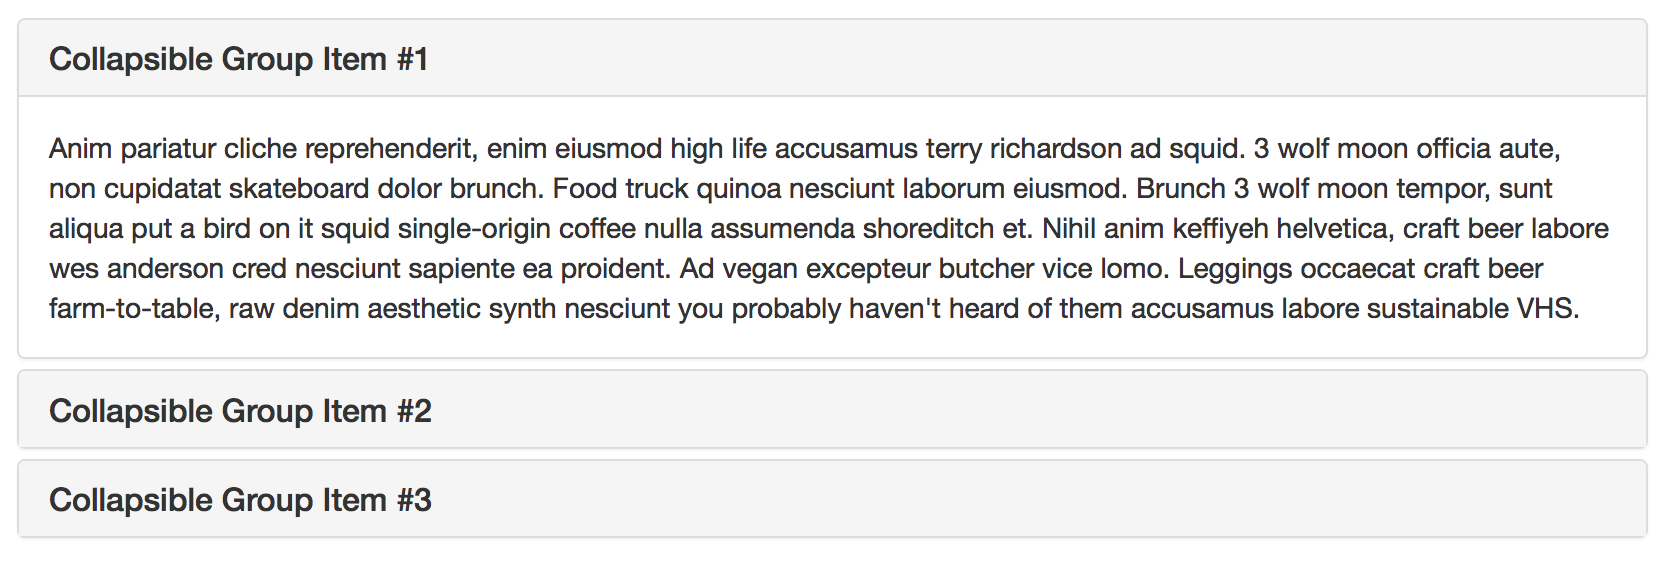 Collapsible Group Item #1
Anim pariatur cliche reprehenderit, enim eiusmod high life accusamus terry richardson ad squid. 3 wolf moon officia aute,
non cupidatat skateboard dolor brunch. Food truck quinoa nesciunt laborum eiusmod. Brunch 3 wolf moon tempor, sunt
aliqua put a bird on it squid single-origin coffee nulla assumenda shoreditch et. Nihil anim keffiyeh helvetica, craft beer labore
wes anderson cred nesciunt sapiente ea proident. Ad vegan excepteur butcher vice lomo. Leggings occaecat craft beer
farm-to-table, raw denim aesthetic synth nesciunt you probably haven't heard of them accusamus labore sustainable VHS.
Collapsible Group Item #2
Collapsible Group Item #3